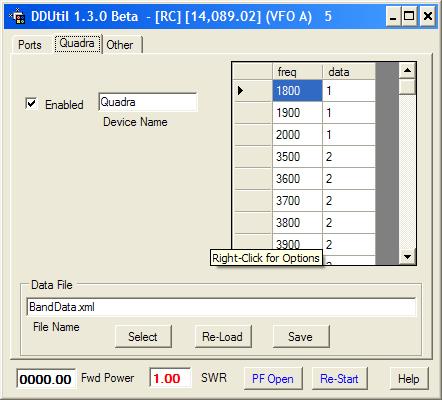 DDUtil 1.3.0 Beta - [RC] [14,089.02] (VFO A) 5
Ports Quadra Other
Enabled
Quadra
Device Name
freq data
1800 1
1900 1
2000 1
3500 2
3600 2
3700 2
3800 2
3900 2
Right-Click for Options
Data File
BandData.xml
File Name
Select Re-Load Save
0000.00 Fwd Power 1.00 SWR PF Open Re-Start Help